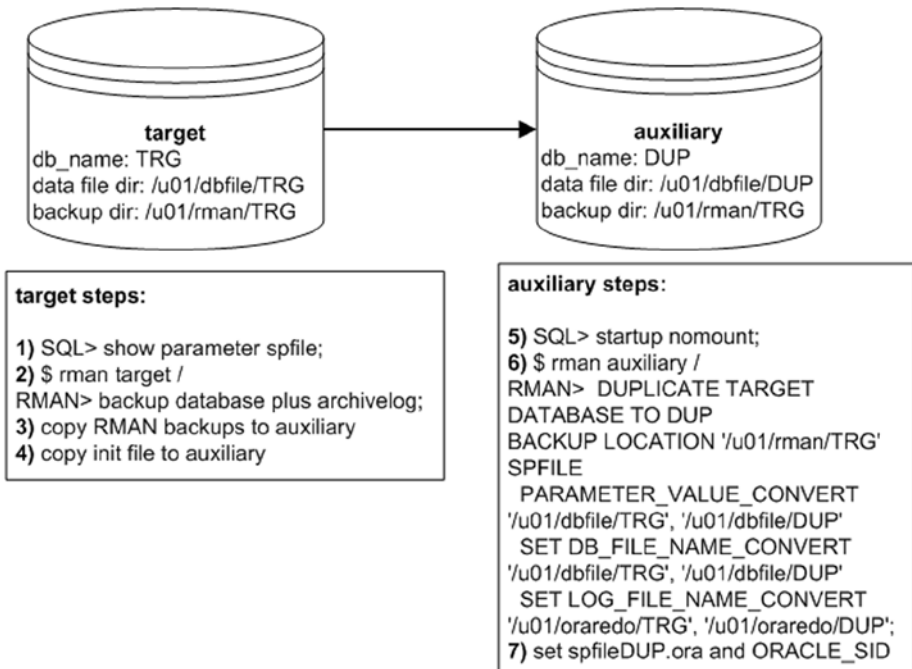 target
db_name: TRG
data file dir: /u01/dbfile/TRG
backup dir: /u01/rman/TRG
auxiliary
db_name: DUP
data file dir: /u01/dbfile/DUP
backup dir: /u01/rman/TRG
target steps:
1) SQL> show parameter spfile;
2) $ rman target /
RMAN> backup database plus archivelog;
3) copy RMAN backups to auxiliary
4) copy init file to auxiliary
auxiliary steps:
5) SQL> startup nomount;
6) $ rman auxiliary /
RMAN> DUPLICATE TARGET
DATABASE TO DUP
BACKUP LOCATION '/u01/rman/TRG'
SPFILE
PARAMETER_VALUE_CONVERT
'/u01/dbfile/TRG', '/u01/dbfile/DUP'
SET DB_FILE_NAME_CONVERT
'/u01/dbfile/TRG', '/u01/dbfile/DUP'
SET LOG_FILE_NAME_CONVERT
'/u01/oraredo/TRG', '/u01/oraredo/DUP';
7) set spfileDUP.ora and ORACLE_SID